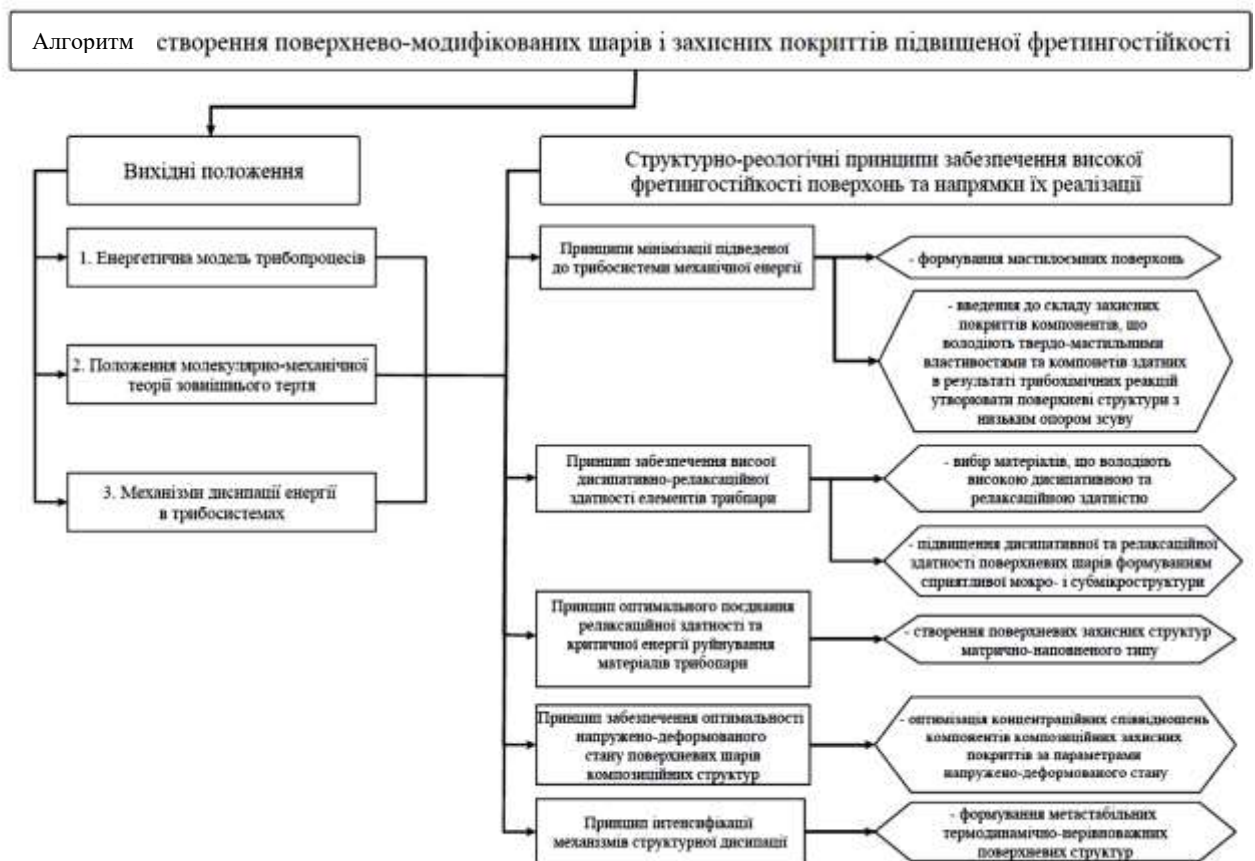 Алгоритм створення поверхнево-модифікованих шарів і захисних покриттів підвищеної фретингостійкості
Вихідні положення
1. Енергетична модель трибопроцесів
2. Положення молекулярно-механічної
теорії зовнішнього тертя
3. Механізми дисипації енергії
в трибосистемах
Структурно-реологічні принципи забезпечення високої
фретингостійкості поверхонь та напрямки їх реалізації
Принципи мінімізації підведеної
до трибосистеми механічної енергії
- формування мастилоємних поверхонь
- введення до складу захисних
покриттів компонентів, що
володіють твердо-мастильними
властивостями та компонетів здатних
в результаті трибохімічних реакцій
утворювати поверхневі структури з
низьким опором зсуву
Принцип забезпечення висоої
дисипативно-релаксаційної
здатності елементів трибпари
- вибір матеріалів, що володіють
високою дисипативною та
релаксаційною здатністю
- підвищення дисипативної та релаксаційної
здатності поверхневих шарів формуванням
сприятливої мокро- і субмікроструктури
Принцип оптимального поєднання
релаксаційної здатності та
критичної енергії руйнування
матеріалів трибопари
- створення поверхневих захисних структур
матрично-наповненого типу
Принцип забезпечення оптимальності
напружено-деформованого
стану поверхневих шарів
композиційних структур
- оптимізація концентраційних співвідношень
компонентів композиційних захисних
покриттів за параметрами
напружено-деформованого стану
Принцип інтенсифікації
механізмів структурної дисипації
- формування метастабільних
термодинамічно-нерівноважних
поверхневих структур